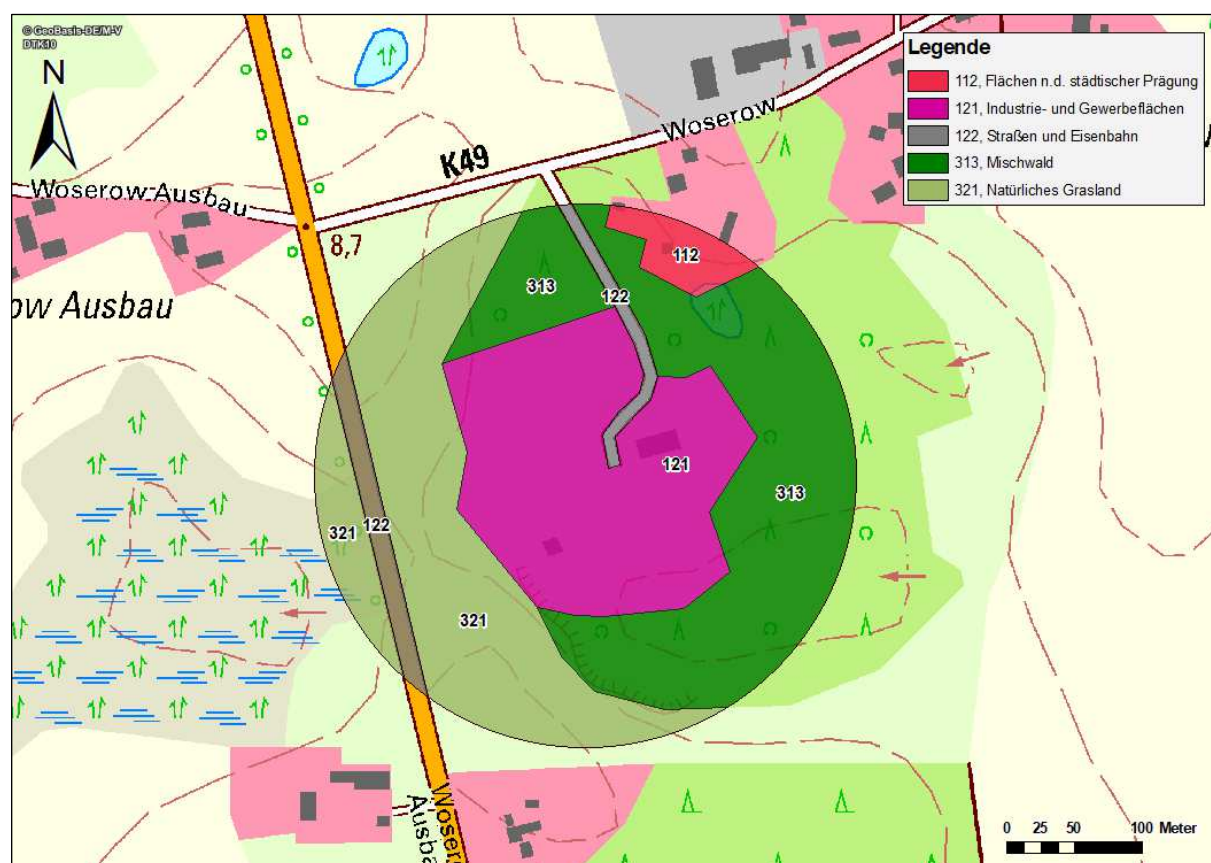 © GeoBasis-DE/M-V
DTK10
N
Legende
112, Flächen n.d. städtischer Prägung
121, Industrie- und Gewerbeflächen
122, Straßen und Eisenbahn
313, Mischwald
321, Natürliches Grasland
Woserow
K49
Woserow Ausbau
8,7
ow Ausbau
112
313
122
121
313
321
122
321
Woser
Ausba
0 25 50 100 Meter